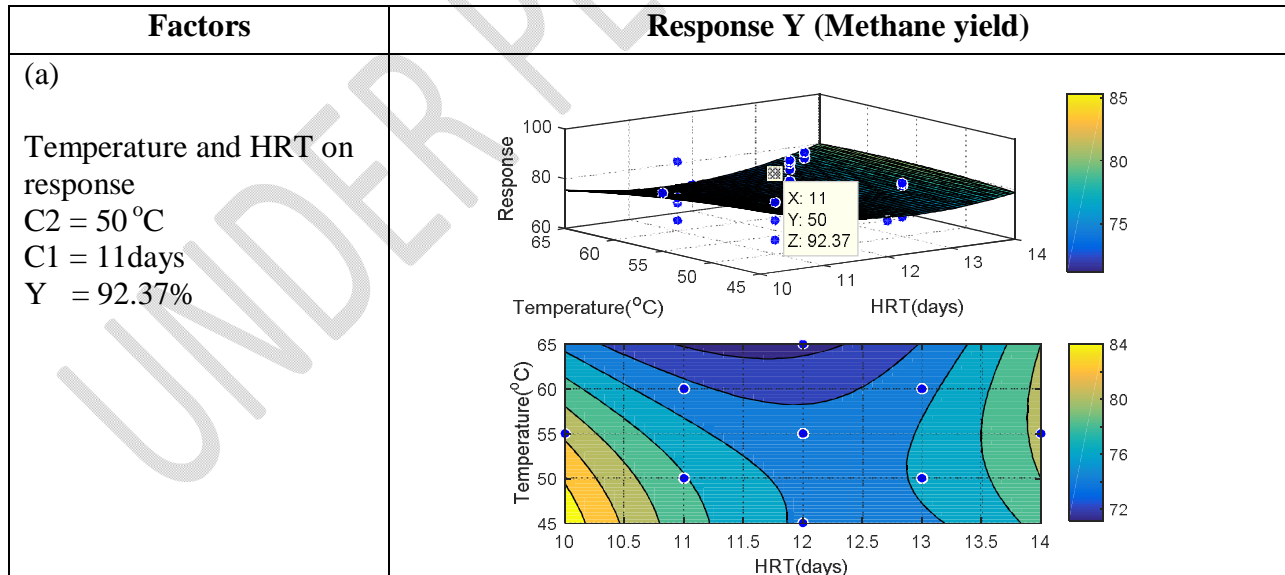 Factors
Response Y (Methane yield)
(a)
Temperature and HRT on
response
C2 = 50 °C
C1 = 11days
Y = 92.37%
Response
100
80
60
65
60
55
50
45
10
11
12
13
14
Temperature(°C)
HRT(days)
X: 11
Y: 50
Z: 92.37
85
80
75
Temperature(°C)
65
60
55
50
45
10
10.5
11
11.5
12
12.5
13
13.5
14
HRT(days)
84
80
76
72
UNDER PE